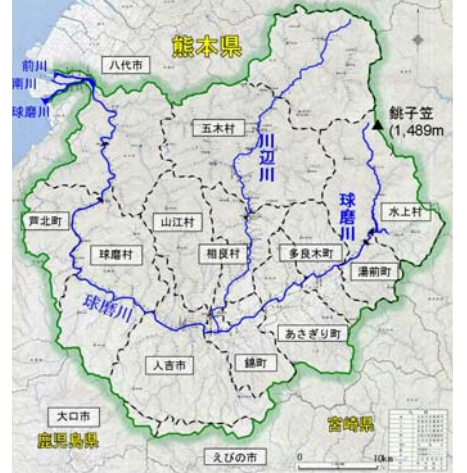 熊本県
八代市
前川
南川
球磨川
銚子笠
(1,489m
五木村
川辺川
球磨川
水上村
芦北町
山江村
球磨村
相良村
多良木町
湯前町
球磨川
あさぎり町
人吉市
錦町
大口市
鹿児島県
宮崎県
えびの市
0
10km